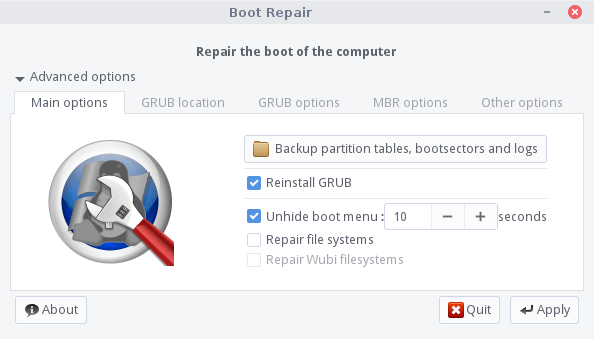 Boot Repair
Repair the boot of the computer
Advanced options
Main options GRUB location GRUB options MBR options Other options
Backup partition tables, bootsectors and logs
Reinstall GRUB
Unhide boot menu : 10 seconds
Repair file systems
Repair Wubi filesystems
About Quit Apply